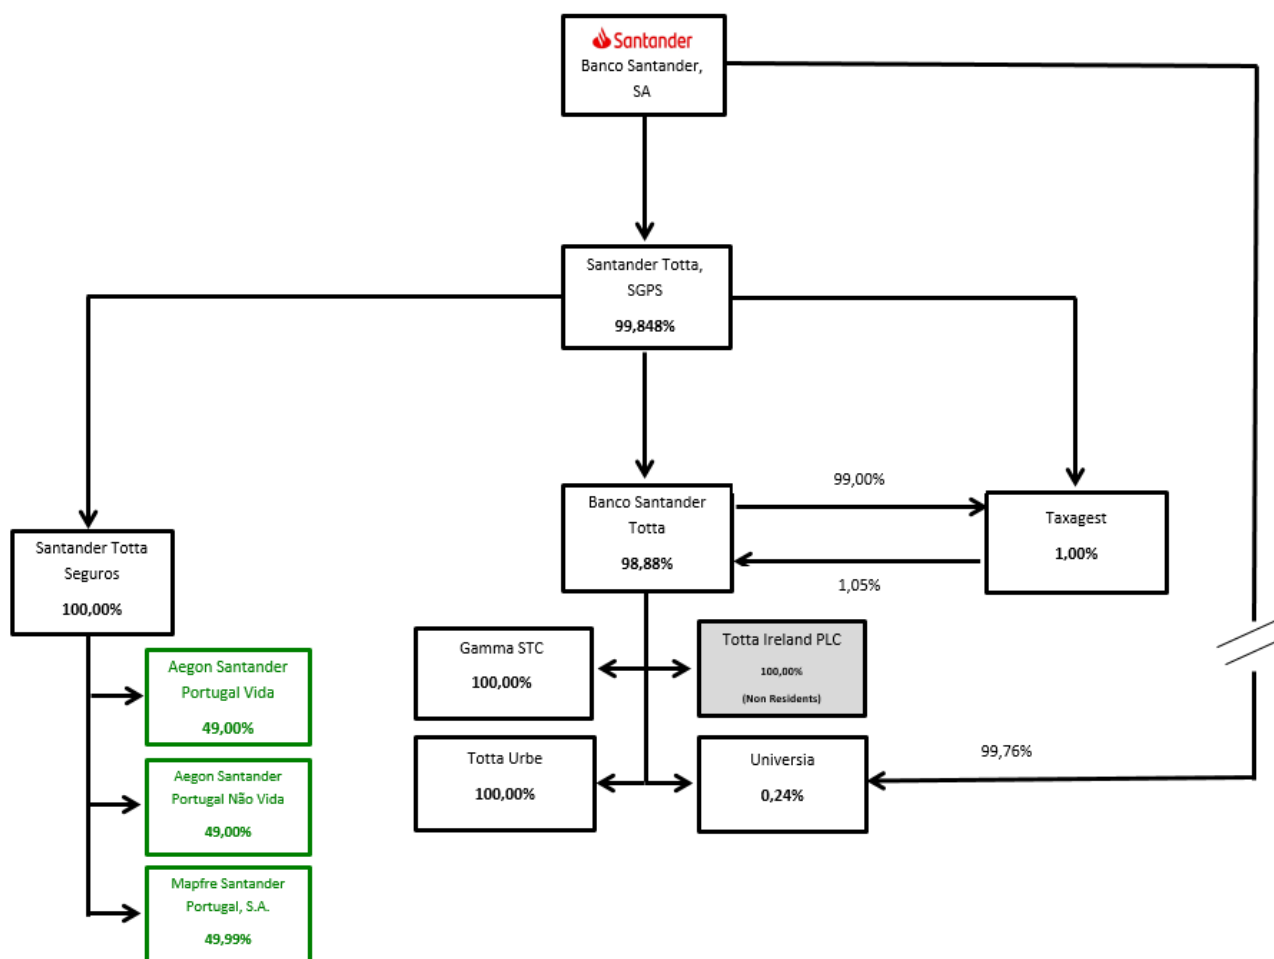 Santander
Banco Santander,
SA
Santander Totta,
SGPS
99,848%
99,00%
Banco Santander
Totta
98,88%
Taxagest
1,00%
1,05%
Santander Totta
Seguros
100,00%
Gamma STC
100,00%
Totta Ireland PLC
100,00%
(Non Residents)
Aegon Santander
Portugal Vida
49,00%
Totta Urbe
100,00%
Universia
0,24%
99,76%
Aegon Santander
Portugal Não Vida
49,00%
Mapfre Santander
Portugal, S.A.
49,99%